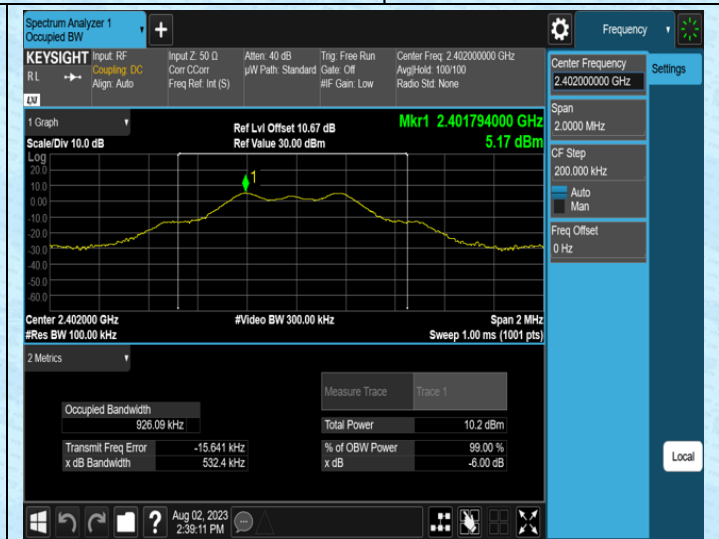 Spectrum Analyzer 1
Occupied BW
Frequency
KEYSIGHT
Input: RF
Coupling: DC
Align: Auto
Input Z: 50 Ω
Corr CCorr
Freq Ref: Int (S)
Atten: 40 dB
µW Path: Standard
Trig: Free Run
Gate: Off
#IF Gain: Low
Center Freq: 2.402000000 GHz
Avg|Hold: 100/100
Radio Std: None
R L
LXI
Center Frequency
2.402000000 GHz
Settings
Span
2.0000 MHz
CF Step
200.000 kHz
Auto
Man
Freq Offset
0 Hz
1 Graph
Scale/Div 10.0 dB
Ref Lvl Offset 10.67 dB
Ref Value 30.00 dBm
Mkr1 2.401794000 GHz
5.17 dBm
Log
20.0
10.0
0.00
-10.0
-20.0
-30.0
-40.0
-50.0
-60.0
1
Center 2.402000 GHz
#Video BW 300.00 kHz
Span 2 MHz
#Res BW 100.00 kHz
Sweep 1.00 ms (1001 pts)
2 Metrics
Measure Trace
Trace 1
Occupied Bandwidth
926.09 kHz
Total Power
10.2 dBm
Transmit Freq Error
-15.641 kHz
% of OBW Power
99.00 %
x dB Bandwidth
532.4 kHz
x dB
-6.00 dB
Local
?
Aug 02, 2023
2:39:11 PM